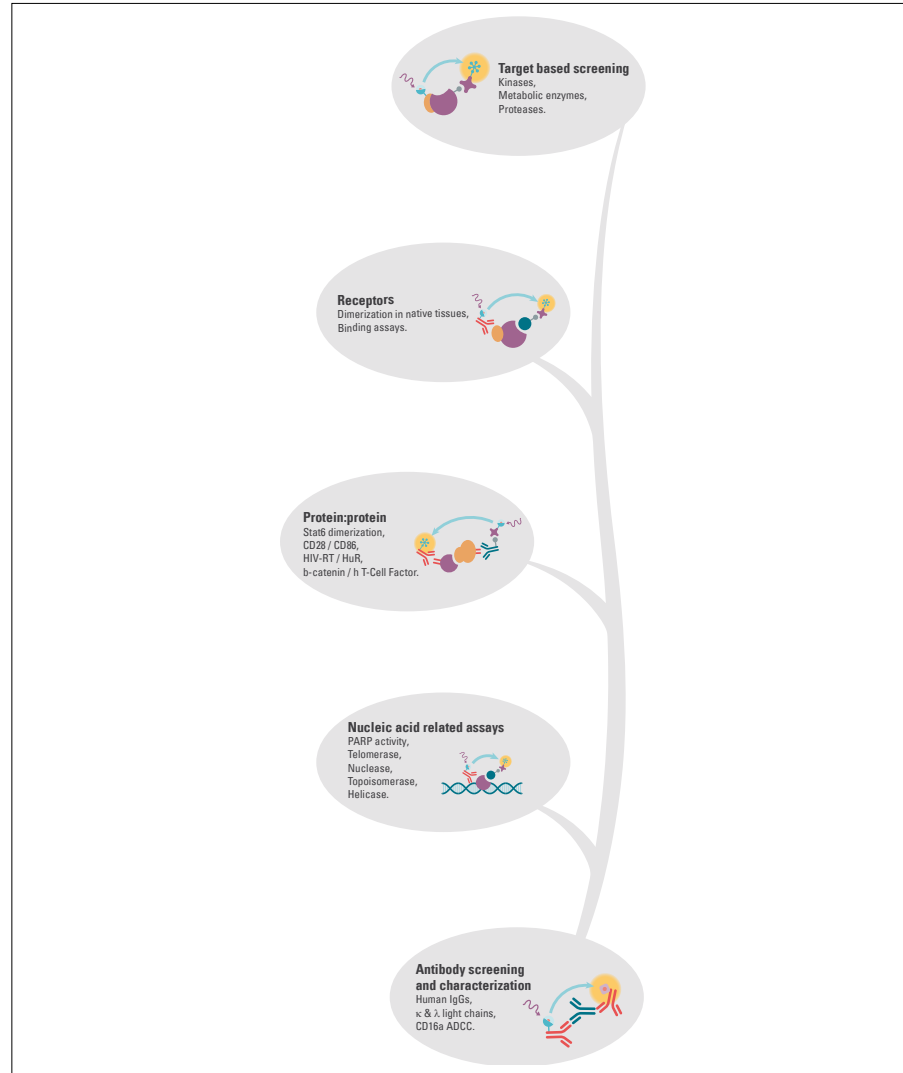 Target based screening
Kinases,
Metabolic enzymes,
Proteases.
Receptors
Dimerization in native tissues,
Binding assays.
Protein:protein
Stat6 dimerization,
CD28 / CD86,
HIV-RT / HuR,
b-catenin / h T-Cell Factor.
Nucleic acid related assays
PARP activity,
Telomerase,
Nuclease,
Topoisomerase,
Helicase.
Antibody screening
and characterization
Human IgGs,
κ & λ light chains,
CD16a ADCC.